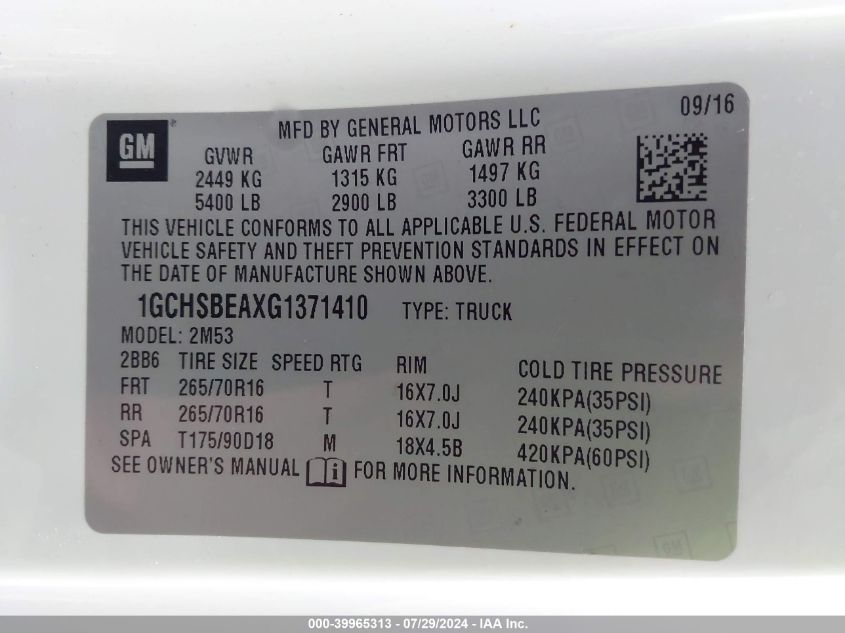 GM
MFD BY GENERAL MOTORS LLC 09/16
GVWR GAWR FRT GAWR RR
2449 KG 1315 KG 1497 KG
5400 LB 2900 LB 3300 LB
THIS VEHICLE CONFORMS TO ALL APPLICABLE U.S. FEDERAL MOTOR
VEHICLE SAFETY AND THEFT PREVENTION STANDARDS IN EFFECT ON
THE DATE OF MANUFACTURE SHOWN ABOVE.
1GCHSBEAXG1371410 TYPE: TRUCK
MODEL: 2M53
2BB6 TIRE SIZE SPEED RTG RIM COLD TIRE PRESSURE
FRT 265/70R16 T 16X7.0J 240KPA(35PSI)
RR 265/70R16 T 16X7.0J 240KPA(35PSI)
SPA T175/90D18 M 18X4.5B 420KPA(60PSI)
SEE OWNER'S MANUAL i FOR MORE INFORMATION.
000-39965313 - 07/29/2024 - IAA Inc.